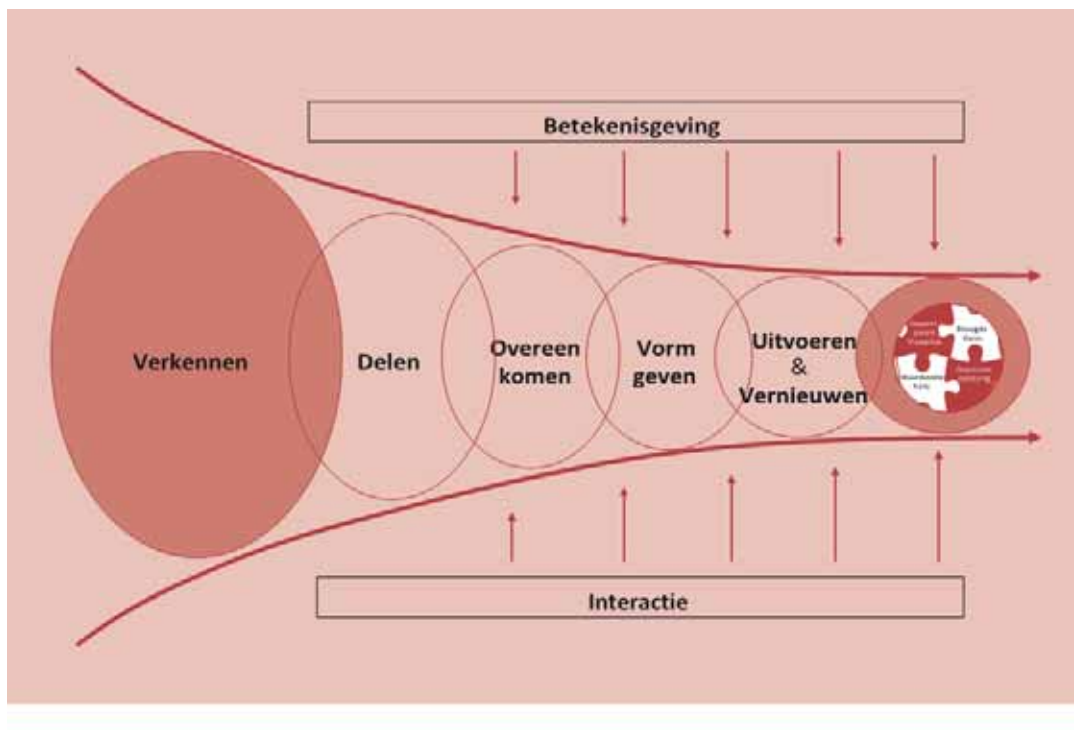 Betekenisgeving
Verkennen
Delen
Overeen
komen
Vorm
geven
Uitvoeren
&
Vernieuwen
Interactie